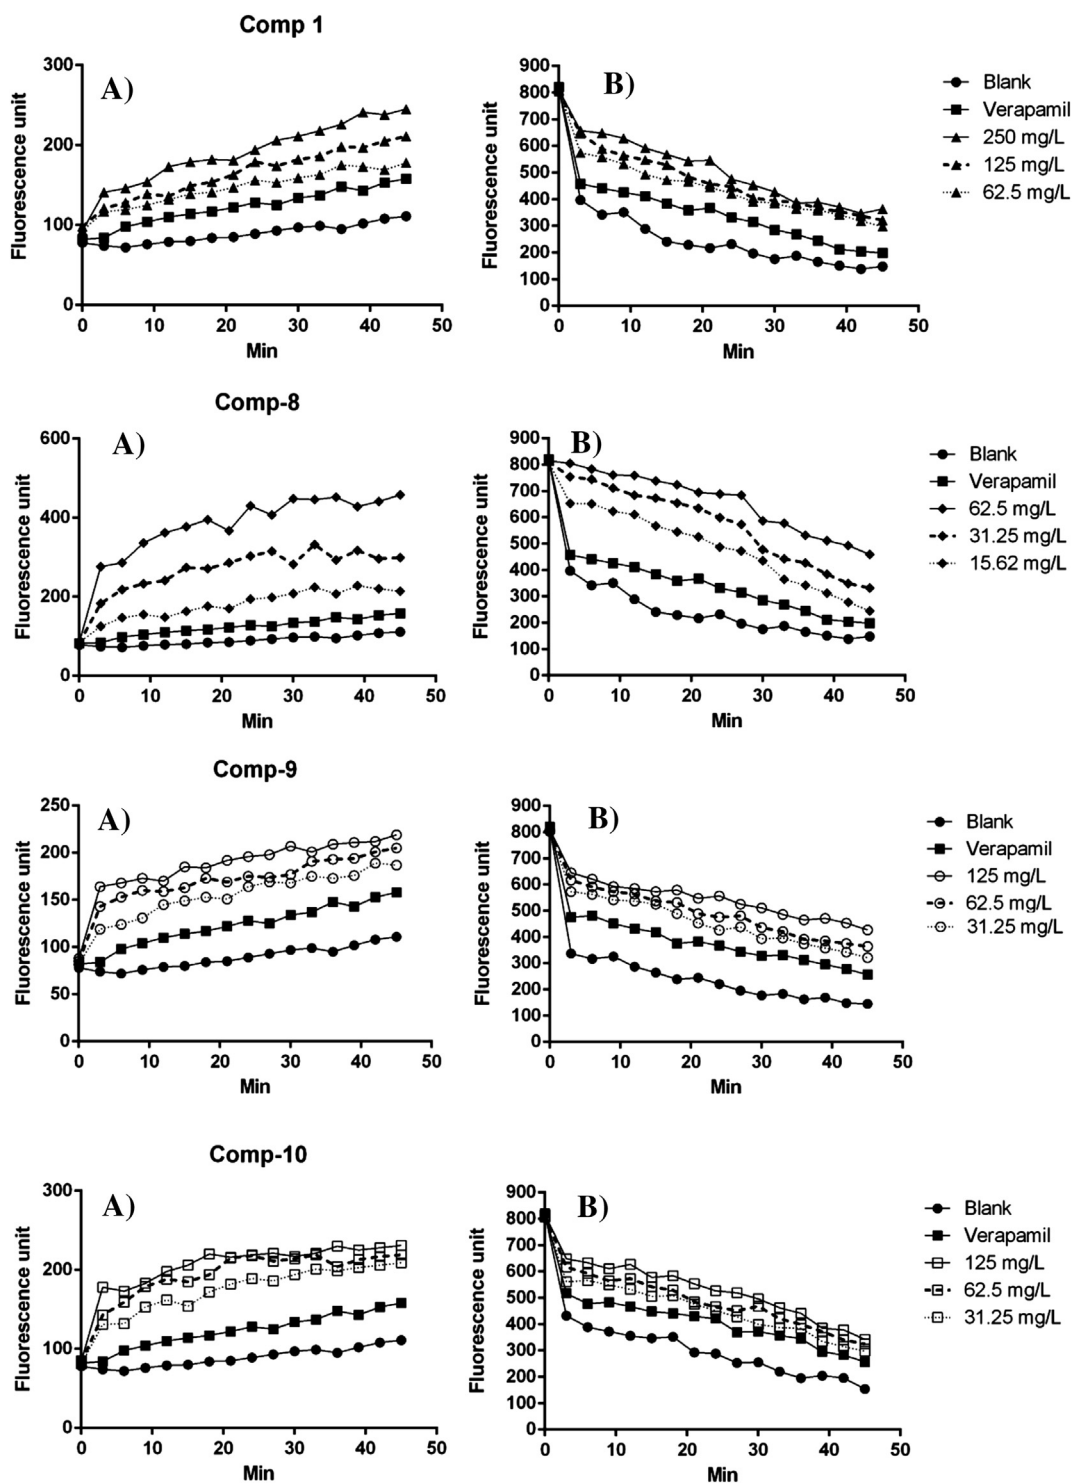 Comp 1
A)
Fluorescence unit
300
200
100
0
0 10 20 30 40 50
Min
B)
Fluorescence unit
900
800
700
600
500
400
300
200
100
0
0 10 20 30 40 50
Min
Blank
Verapamil
250 mg/L
125 mg/L
62.5 mg/L
Comp-8
A)
Fluorescence unit
600
400
200
0
0 10 20 30 40 50
Min
B)
Fluorescence unit
900
800
700
600
500
400
300
200
100
0
0 10 20 30 40 50
Min
Blank
Verapamil
62.5 mg/L
31.25 mg/L
15.62 mg/L
Comp-9
A)
Fluorescence unit
250
200
150
100
50
0
0 10 20 30 40 50
Min
B)
Fluorescence unit
900
800
700
600
500
400
300
200
100
0
0 10 20 30 40 50
Min
Blank
Verapamil
125 mg/L
62.5 mg/L
31.25 mg/L
Comp-10
A)
Fluorescence unit
300
200
100
0
0 10 20 30 40 50
Min
B)
Fluorescence unit
900
800
700
600
500
400
300
200
100
0
0 10 20 30 40 50
Min
Blank
Verapamil
125 mg/L
62.5 mg/L
31.25 mg/L